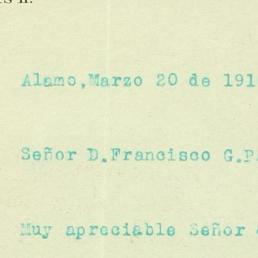 Alamo,Marzo 20 de 191
Señor D.Francisco G.P
Muy apreciable Señor